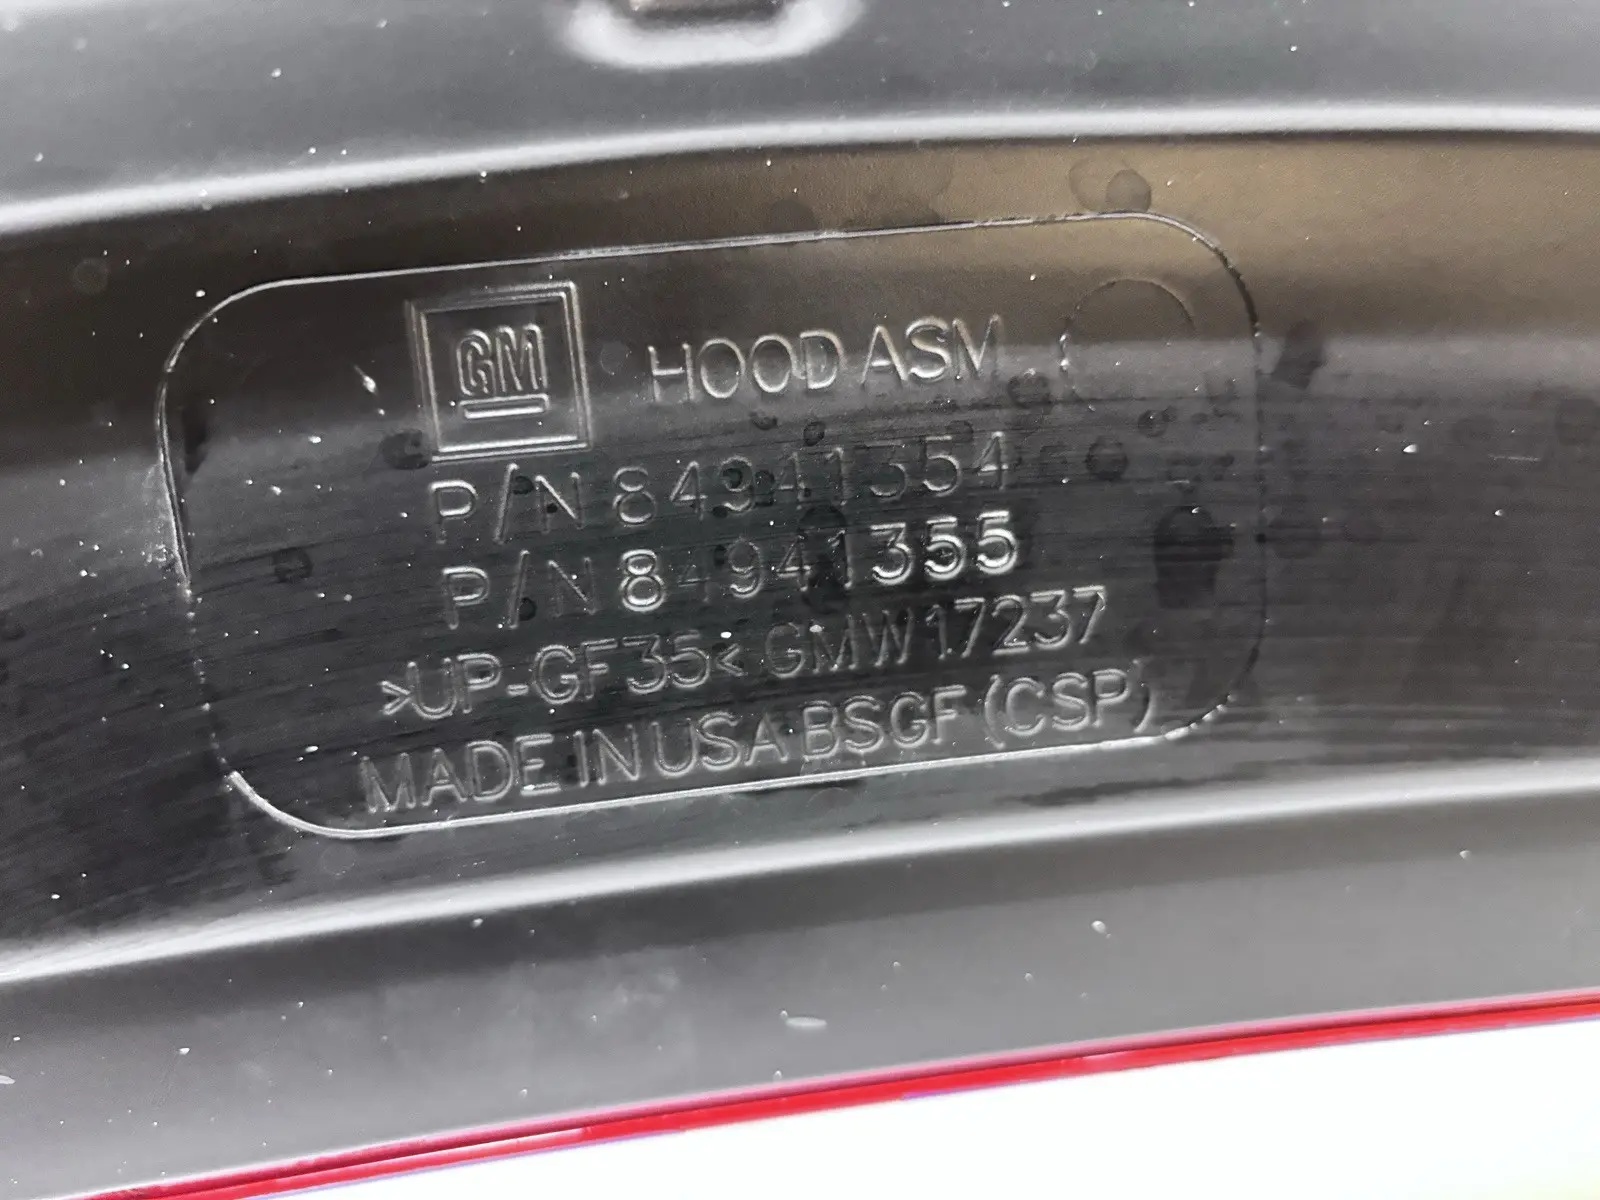 GM HOOD ASM
P/N 84941354
P/N 84941355
>UP-GF35< GMW17237
MADE IN USA BSGF (CSP)